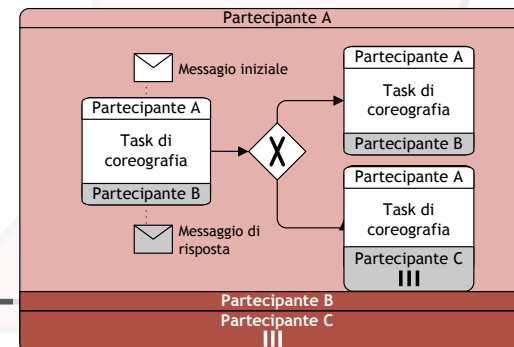 Partecipante A
Messagio iniziale
Partecipante A
Task di
coreografia
Partecipante B
Messaggio di
risposta
X
Partecipante A
Task di
coreografia
Partecipante B
Partecipante A
Task di
coreografia
Partecipante C
Partecipante B
Partecipante C